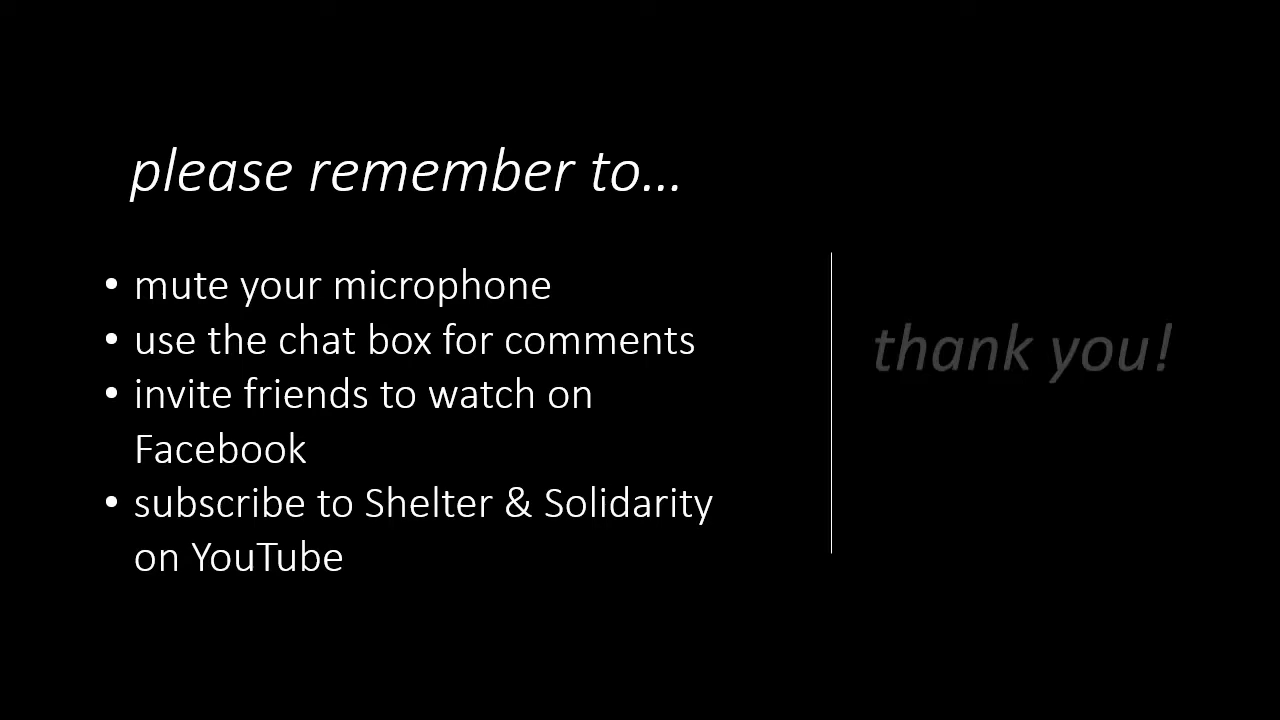 please remember to…
• mute your microphone
• use the chat box for comments
• invite friends to watch on
Facebook
• subscribe to Shelter & Solidarity
on YouTube
thank you!